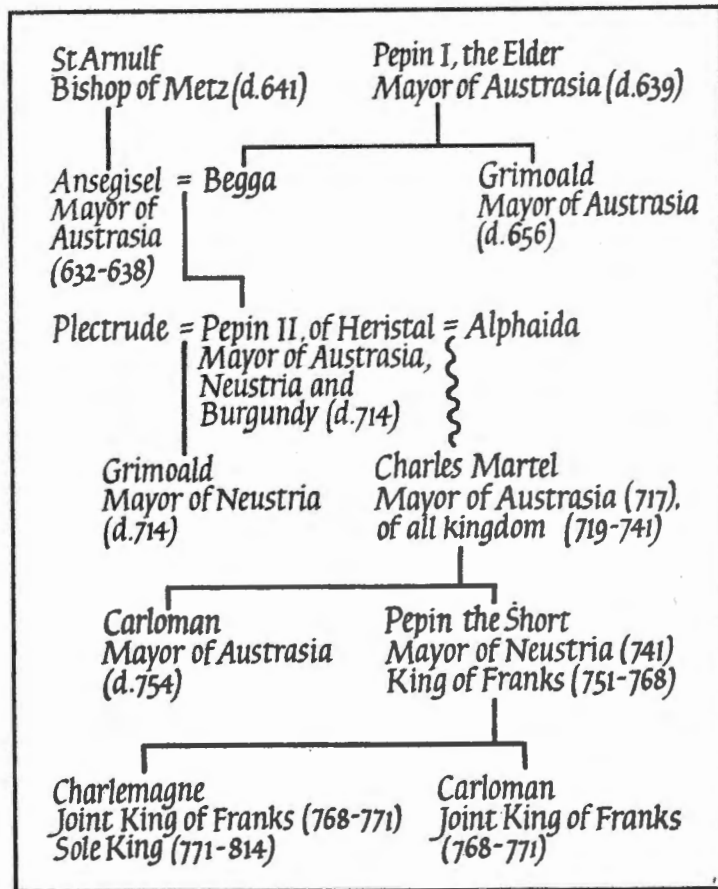 St Arnulf
Bishop of Metz (d.641)
Pepin I, the Elder
Mayor of Austrasia (d.639)
Ansegisel = Begga
Mayor of
Austrasia
(632-638)
Grimoald
Mayor of Austrasia
(d.656)
Plectrude = Pepin II, of Heristal = Alphaida
Mayor of Austrasia,
Neustria and
Burgundy (d.714)
Grimoald
Mayor of Neustria
(d.714)
Charles Martel
Mayor of Austrasia (717),
of all kingdom (719-741)
Carloman
Mayor of Austrasia
(d.754)
Pepin the Short
Mayor of Neustria (741)
King of Franks (751-768)
Charlemagne
Joint King of Franks (768-771)
Sole King (771-814)
Carloman
Joint King of Franks
(768-771)